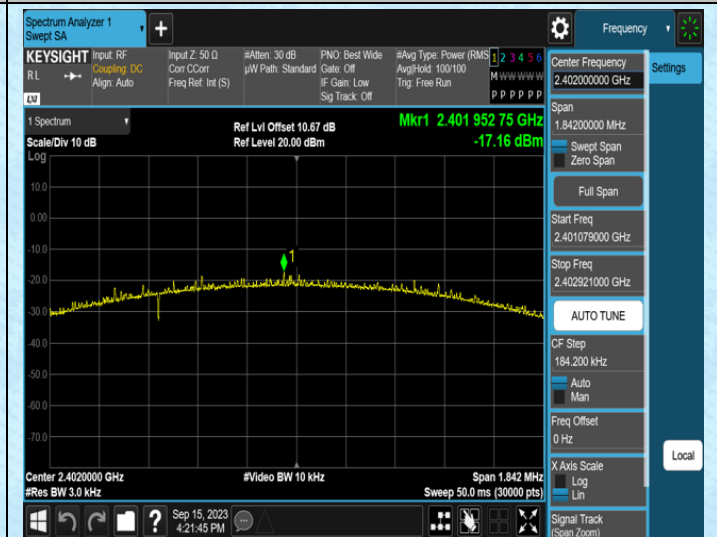 Spectrum Analyzer 1
Swept SA
Frequency
KEYSIGHT
R L
LXI
Input: RF
Coupling: DC
Align: Auto
Input Z: 50 Ω
Corr CCorr
Freq Ref: Int (S)
#Atten: 30 dB
µW Path: Standard
PNO: Best Wide
Gate: Off
IF Gain: Low
Sig Track: Off
#Avg Type: Power (RMS
Avg|Hold: 100/100
Trig: Free Run
1 2 3 4 5 6
M W W W W W
P P P P P P
1 Spectrum
Scale/Div 10 dB
Log
Ref Lvl Offset 10.67 dB
Ref Level 20.00 dBm
Mkr1 2.401 952 75 GHz
-17.16 dBm
10.0
0.00
-10.0
-20.0
-30.0
-40.0
-50.0
-60.0
-70.0
1
Center 2.4020000 GHz
#Res BW 3.0 kHz
#Video BW 10 kHz
Span 1.842 MHz
Sweep 50.0 ms (30000 pts)
Sep 15, 2023
4:21:45 PM
?
Center Frequency
2.402000000 GHz
Span
1.84200000 MHz
Swept Span
Zero Span
Full Span
Start Freq
2.401079000 GHz
Stop Freq
2.402921000 GHz
AUTO TUNE
CF Step
184.200 kHz
Auto
Man
Freq Offset
0 Hz
X Axis Scale
Log
Lin
Signal Track
(Span Zoom)
Settings
Local